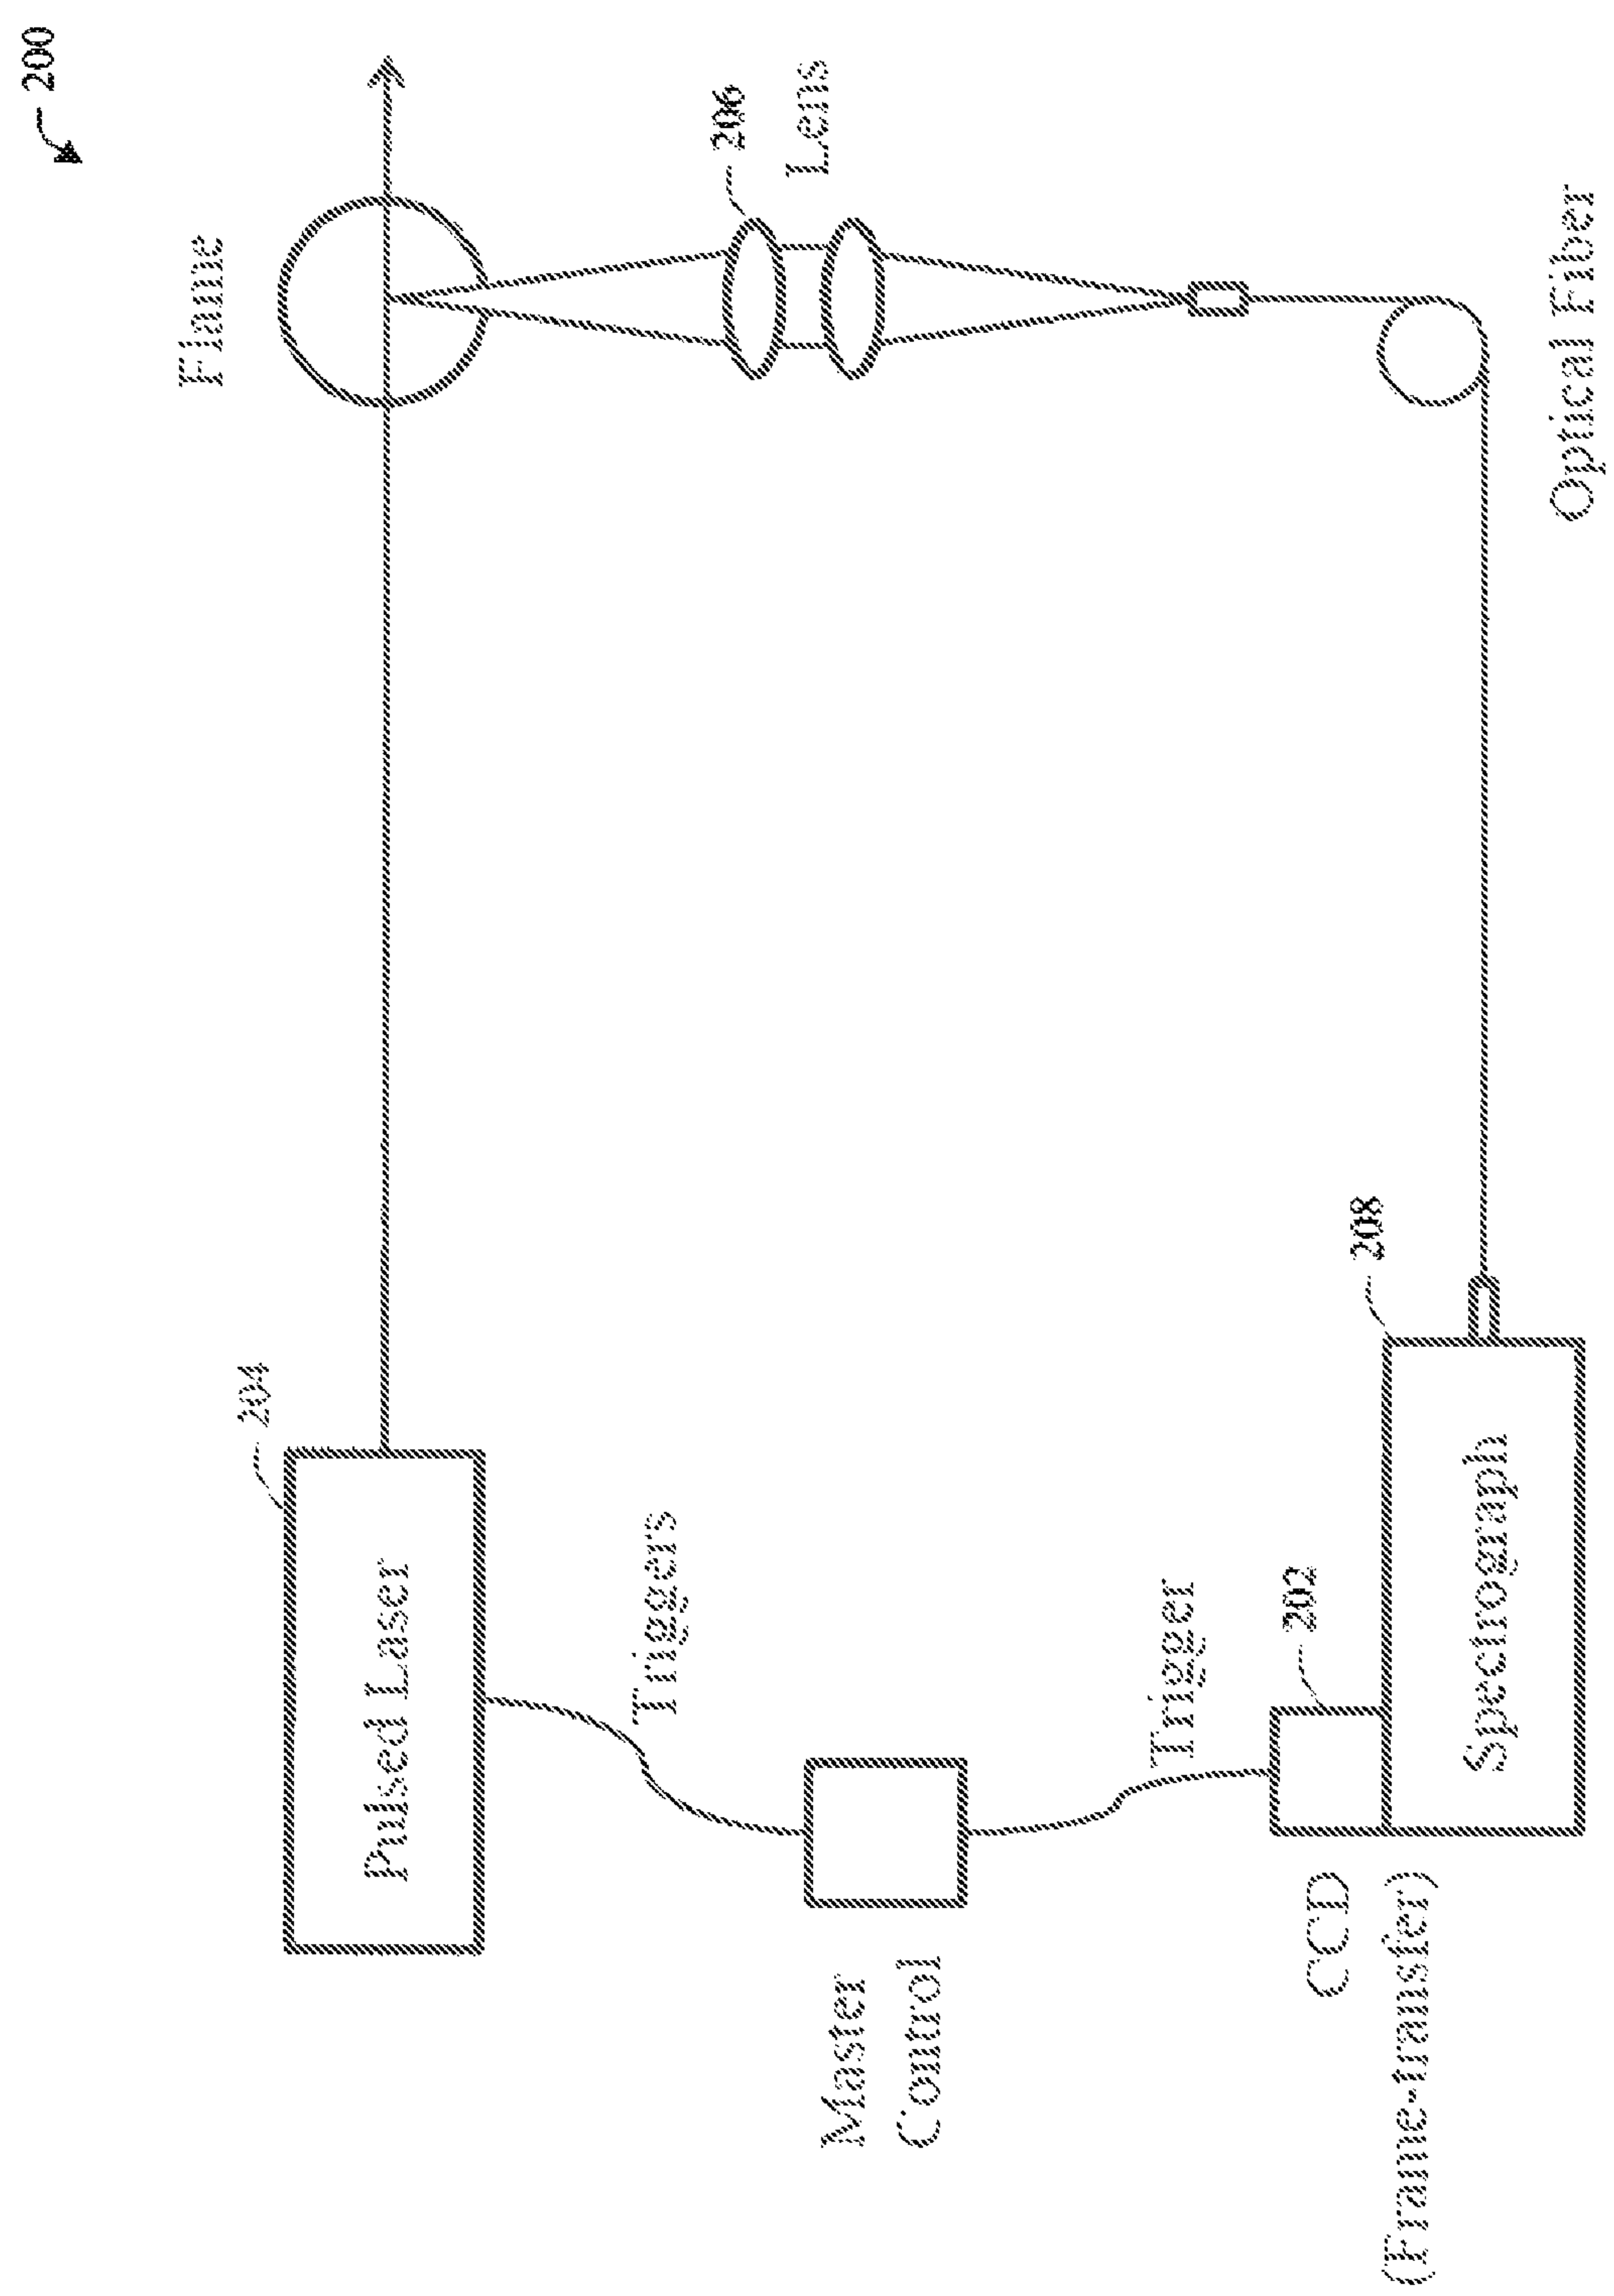 200
Flame
206
Lens
204
Pulsed Laser
Triggers
Master
Control
Trigger
202
CCD
(Frame-transfer)
208
Spectrograph
Optical Fiber